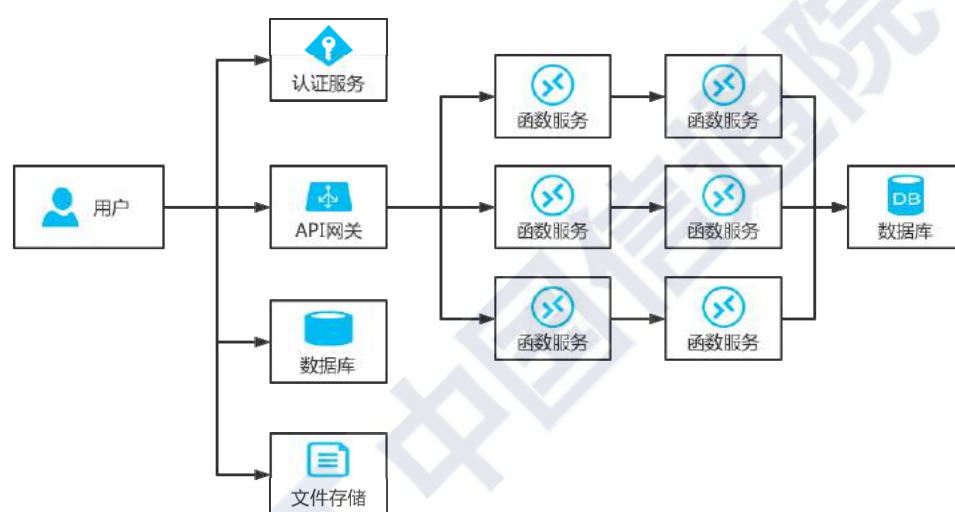 认证服务
函数服务
函数服务
用户
API网关
函数服务
函数服务
DB
数据库
数据库
函数服务
函数服务
文件存储
中国信通院